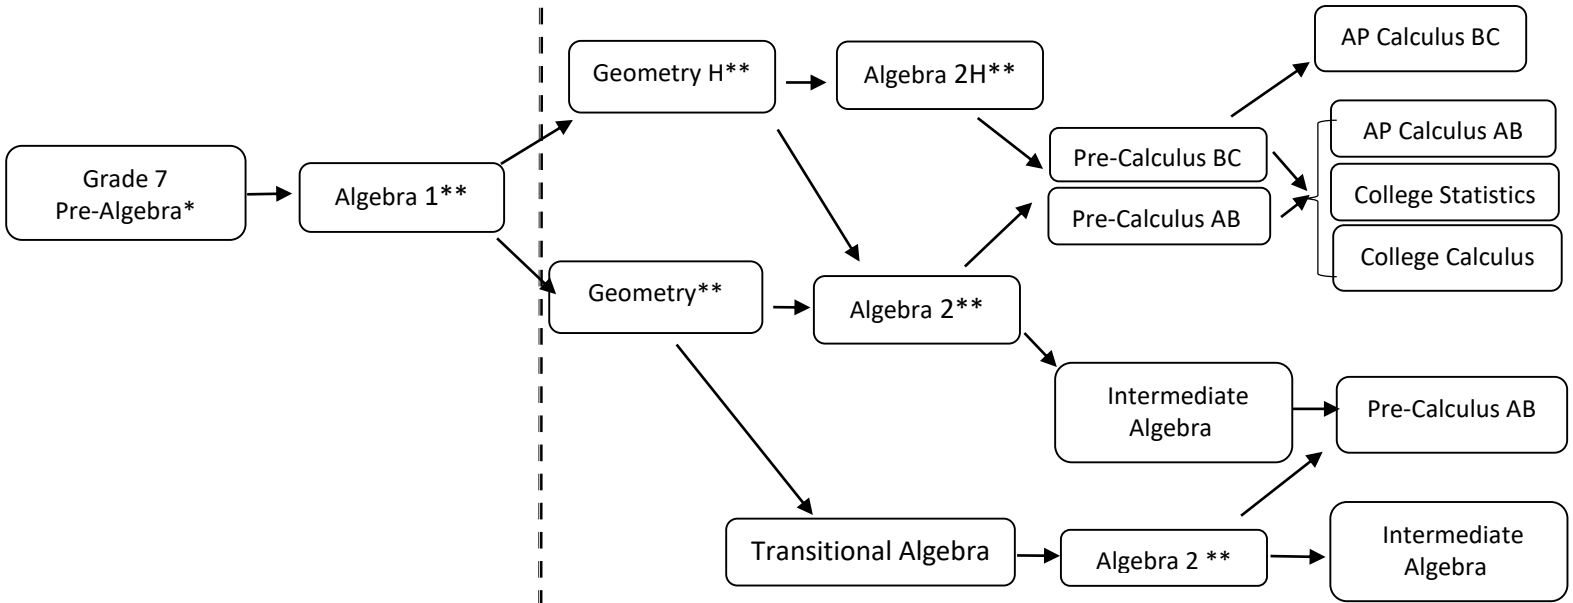 Grade 7
Pre-Algebra*
Algebra 1**
Geometry H**
Algebra 2H**
Geometry**
Algebra 2**
Transitional Algebra
Algebra 2 **
Pre-Calculus BC
Pre-Calculus AB
Intermediate
Algebra
AP Calculus BC
AP Calculus AB
College Statistics
College Calculus
Pre-Calculus AB
Intermediate
Algebra